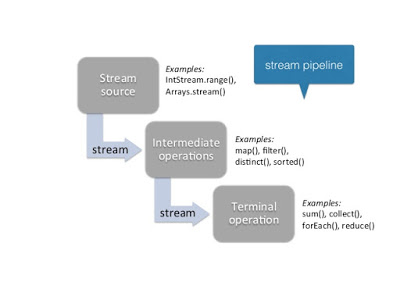 stream pipeline
Stream
source
Examples:
IntStream.range(),
Arrays.stream()
stream
Intermediate
operations
Examples:
map(), filter(),
distinct(), sorted()
stream
Terminal
operation
Examples:
sum(), collect(),
forEach(), reduce()